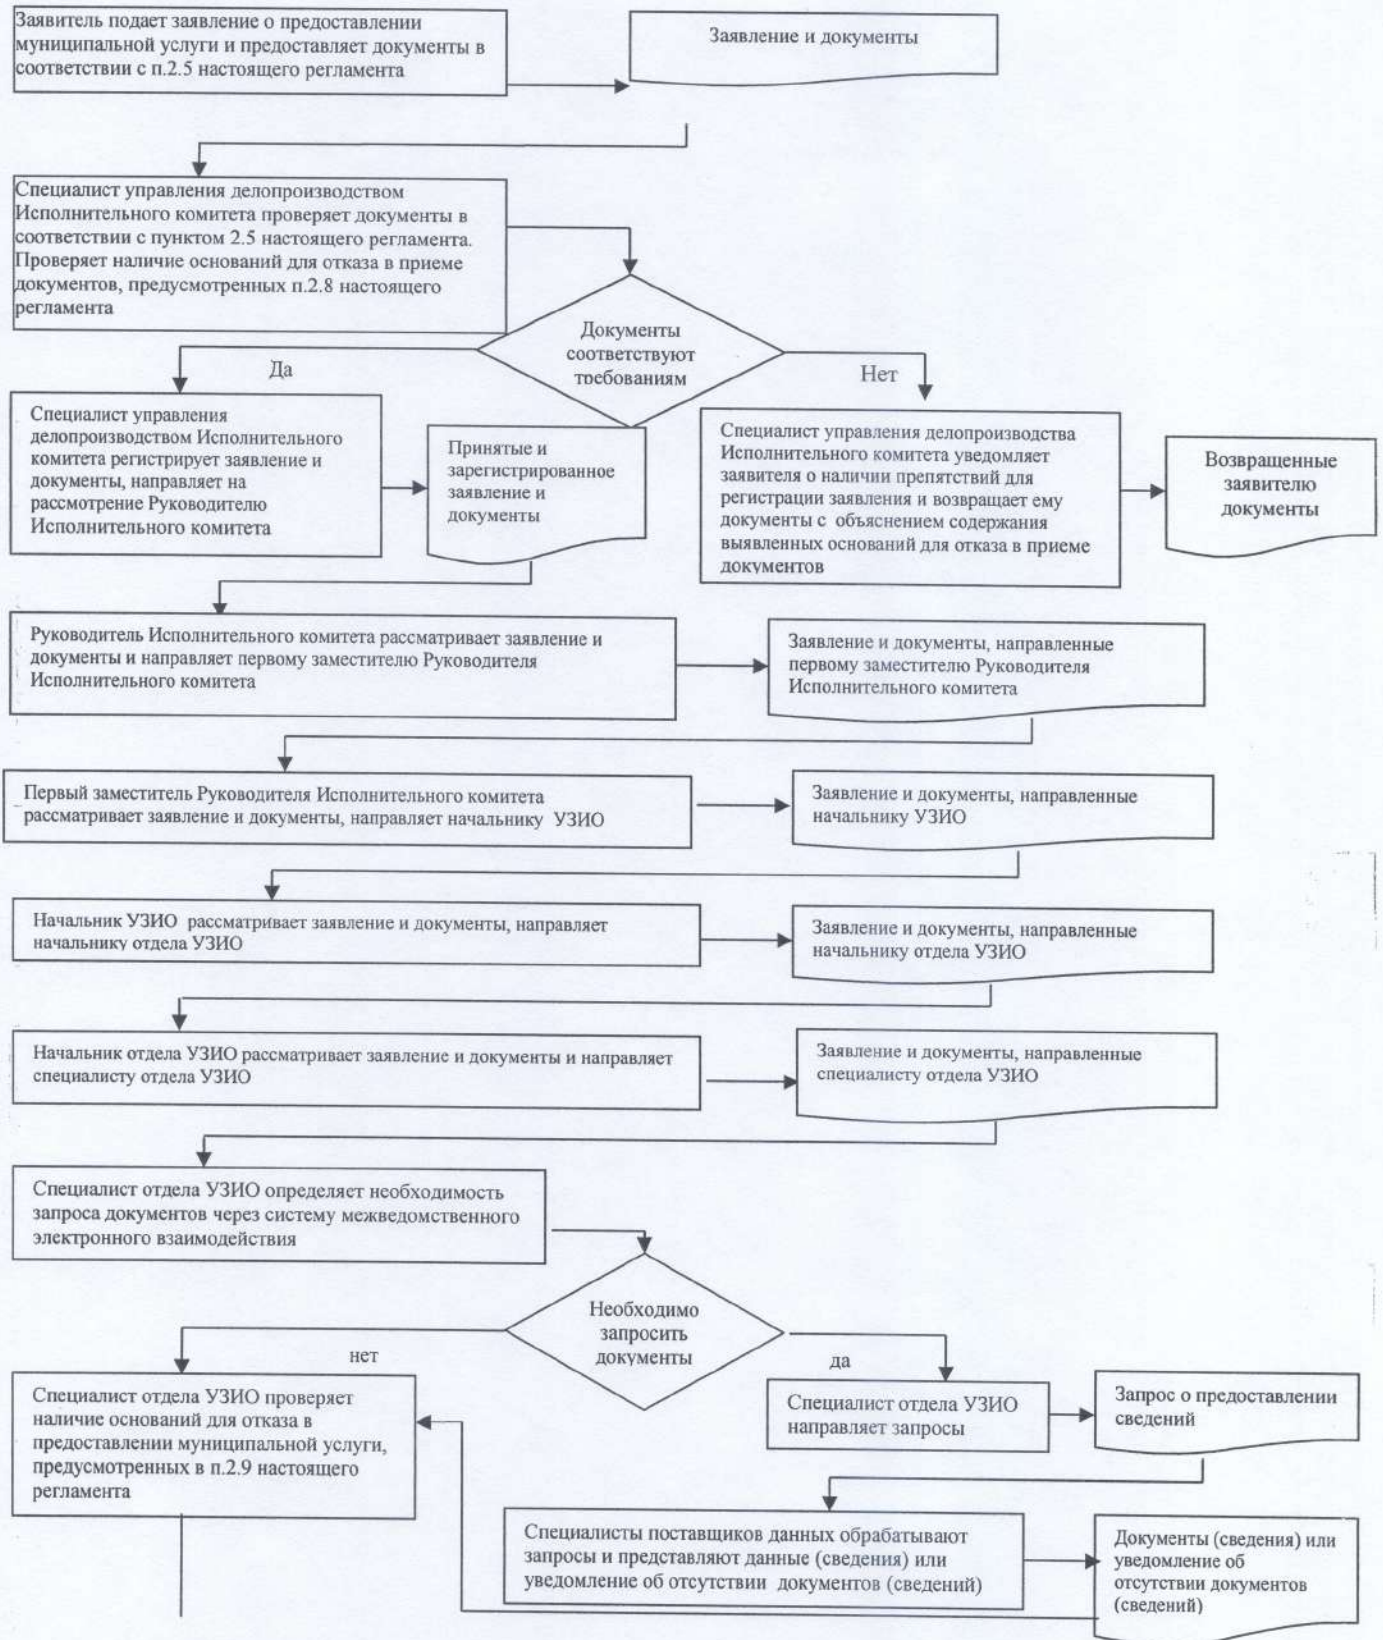 Заявитель подает заявление о предоставлении
муниципальной услуги и предоставляет документы в
соответствии с п.2.5 настоящего регламента
Заявление и документы
Специалист управления делопроизводством
Исполнительного комитета проверяет документы в
соответствии с пунктом 2.5 настоящего регламента.
Проверяет наличие оснований для отказа в приеме
документов, предусмотренных п.2.8 настоящего
регламента
Документы
соответствуют
требованиям
Да
Нет
Специалист управления
делопроизводством Исполнительного
комитета регистрирует заявление и
документы, направляет на
рассмотрение Руководителю
Исполнительного комитета
Принятые и
зарегистрированное
заявление и
документы
Специалист управления делопроизводства
Исполнительного комитета уведомляет
заявителя о наличии препятствий для
регистрации заявления и возвращает ему
документы с объяснением содержания
выявленных оснований для отказа в приеме
документов
Возвращенные
заявителю
документы
Руководитель Исполнительного комитета рассматривает заявление и
документы и направляет первому заместителю Руководителя
Исполнительного комитета
Заявление и документы, направленные
первому заместителю Руководителя
Исполнительного комитета
Первый заместитель Руководителя Исполнительного комитета
рассматривает заявление и документы, направляет начальнику УЗИО
Заявление и документы, направленные
начальнику УЗИО
Начальник УЗИО рассматривает заявление и документы, направляет
начальнику отдела УЗИО
Заявление и документы, направленные
начальнику отдела УЗИО
Начальник отдела УЗИО рассматривает заявление и документы и направляет
специалисту отдела УЗИО
Заявление и документы, направленные
специалисту отдела УЗИО
Специалист отдела УЗИО определяет необходимость
запроса документов через систему межведомственного
электронного взаимодействия
Необходимо
запросить
документы
нет
да
Специалист отдела УЗИО проверяет
наличие оснований для отказа в
предоставлении муниципальной услуги,
предусмотренных в п.2.9 настоящего
регламента
Специалист отдела УЗИО
направляет запросы
Запрос о предоставлении
сведений
Специалисты поставщиков данных обрабатывают
запросы и представляют данные (сведения) или
уведомление об отсутствии документов (сведений)
Документы (сведения) или
уведомление об
отсутствии документов
(сведений)